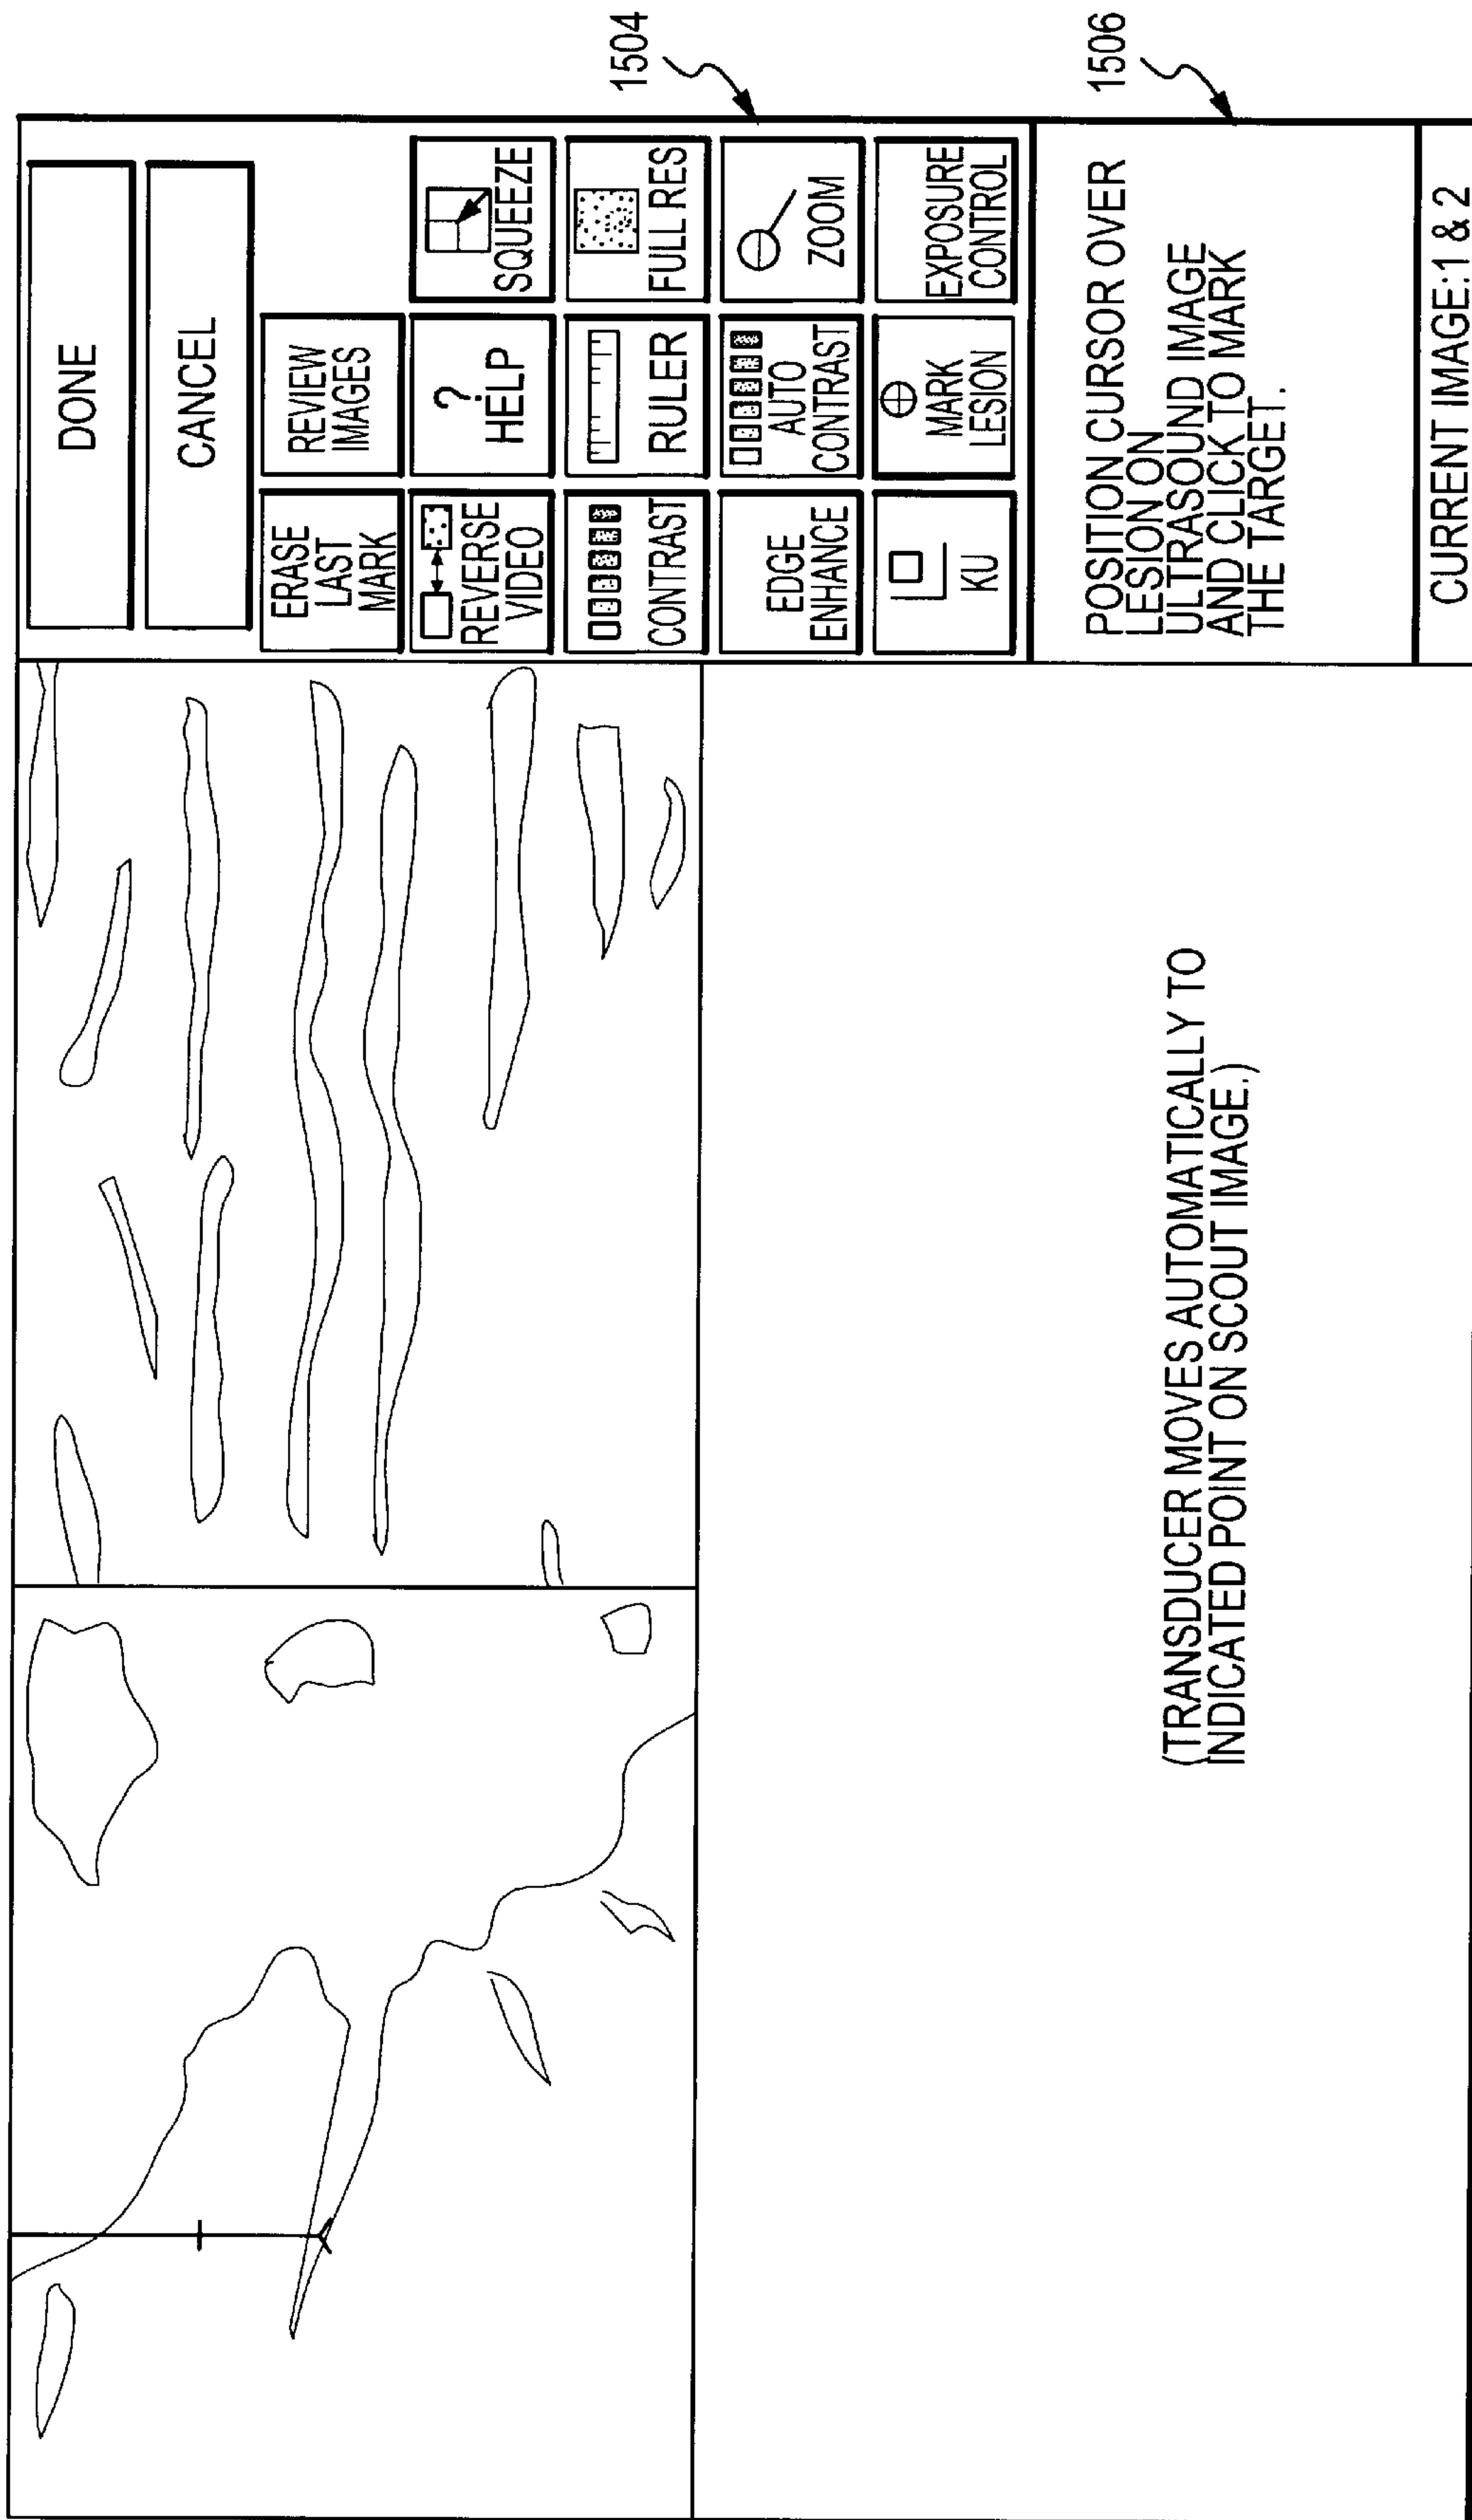 DONE
CANCEL
ERASE
LAST
MARK
REVIEW
IMAGES
REVERSE
VIDEO
?
HELP
SQUEEZE
CONTRAST
RULER
FULL RES
EDGE
ENHANCE
AUTO
CONTRAST
ZOOM
KU
MARK
LESION
EXPOSURE
CONTROL
1504
POSITION CURSOR OVER
LESION ON
ULTRASOUND IMAGE
AND CLICK TO MARK
THE TARGET.
1506
CURRENT IMAGE:1 & 2
(TRANSDUCER MOVES AUTOMATICALLY TO
INDICATED POINT ON SCOUT IMAGE.)